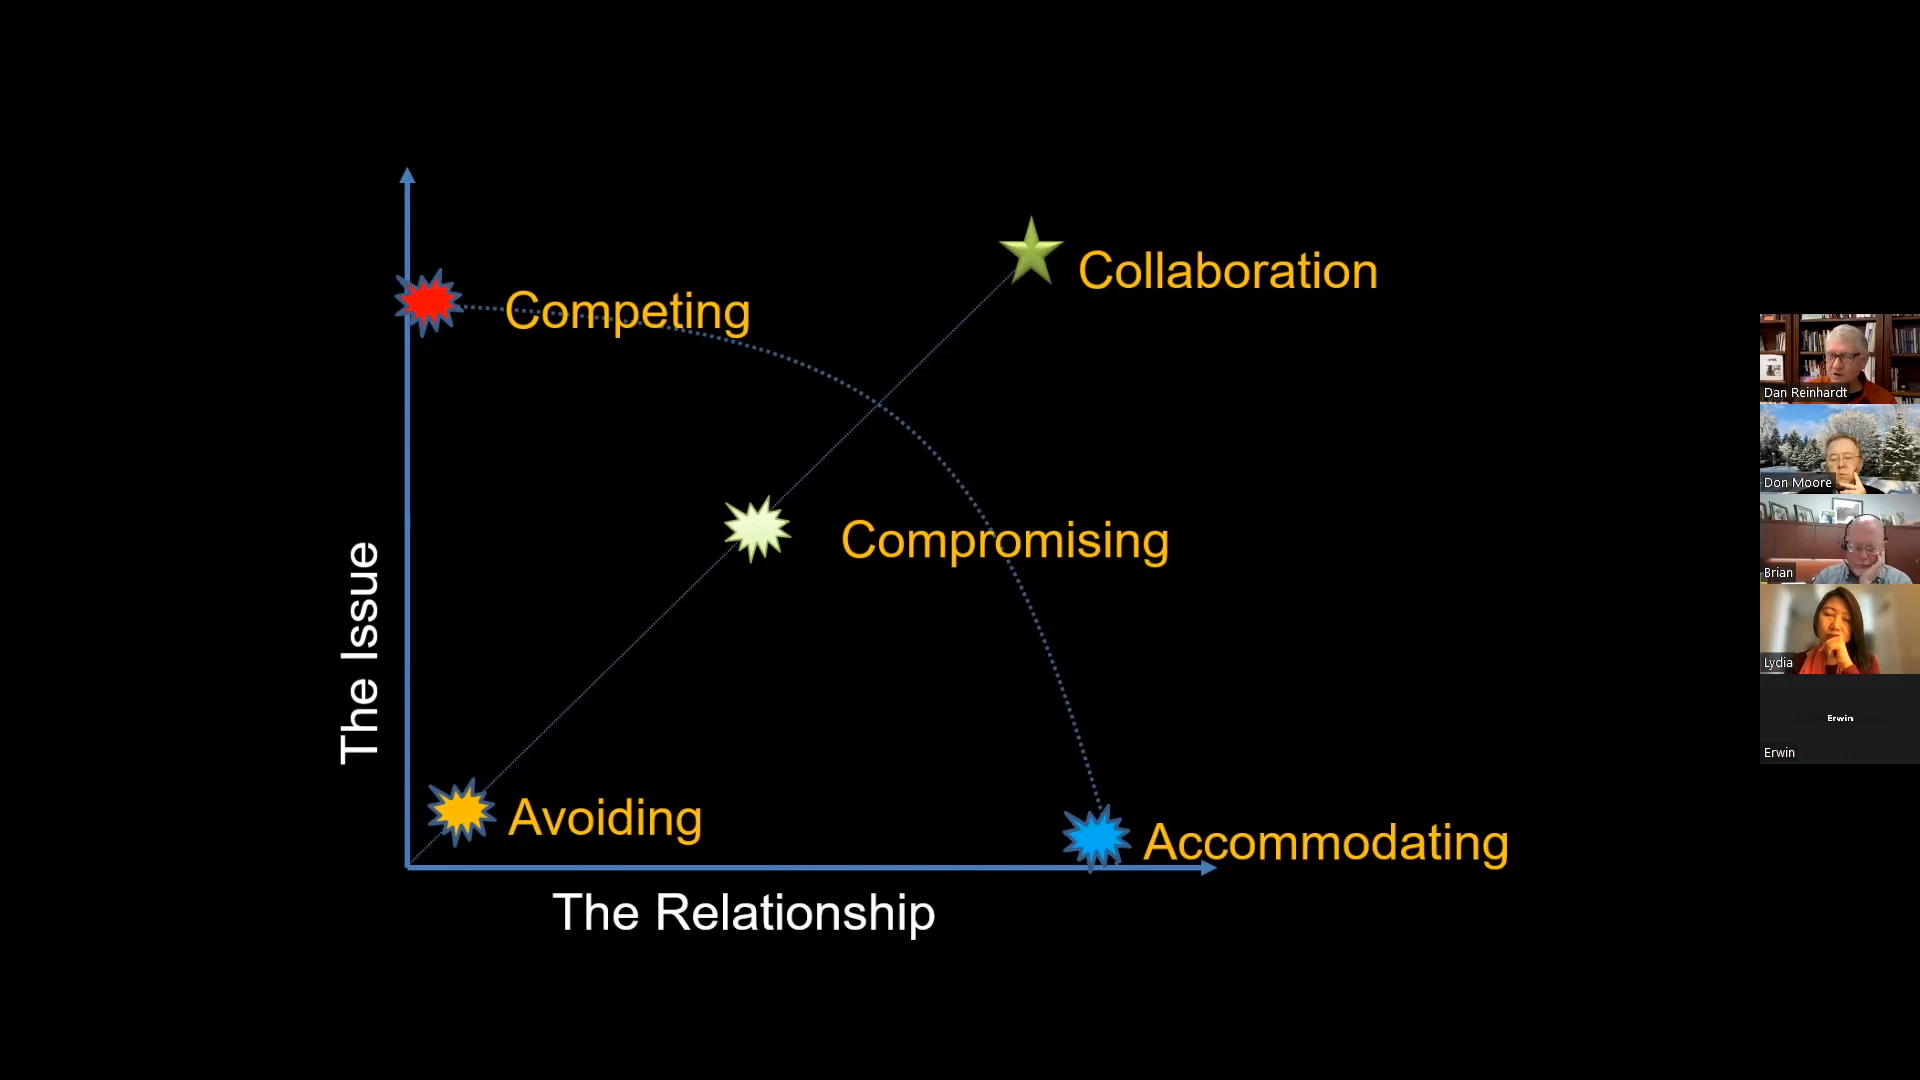 Collaboration
Competing
Compromising
The Issue
Avoiding
Accommodating
The Relationship
Dan Reinhardt
Don Moore
Brian
Lydia
Erwin
Erwin